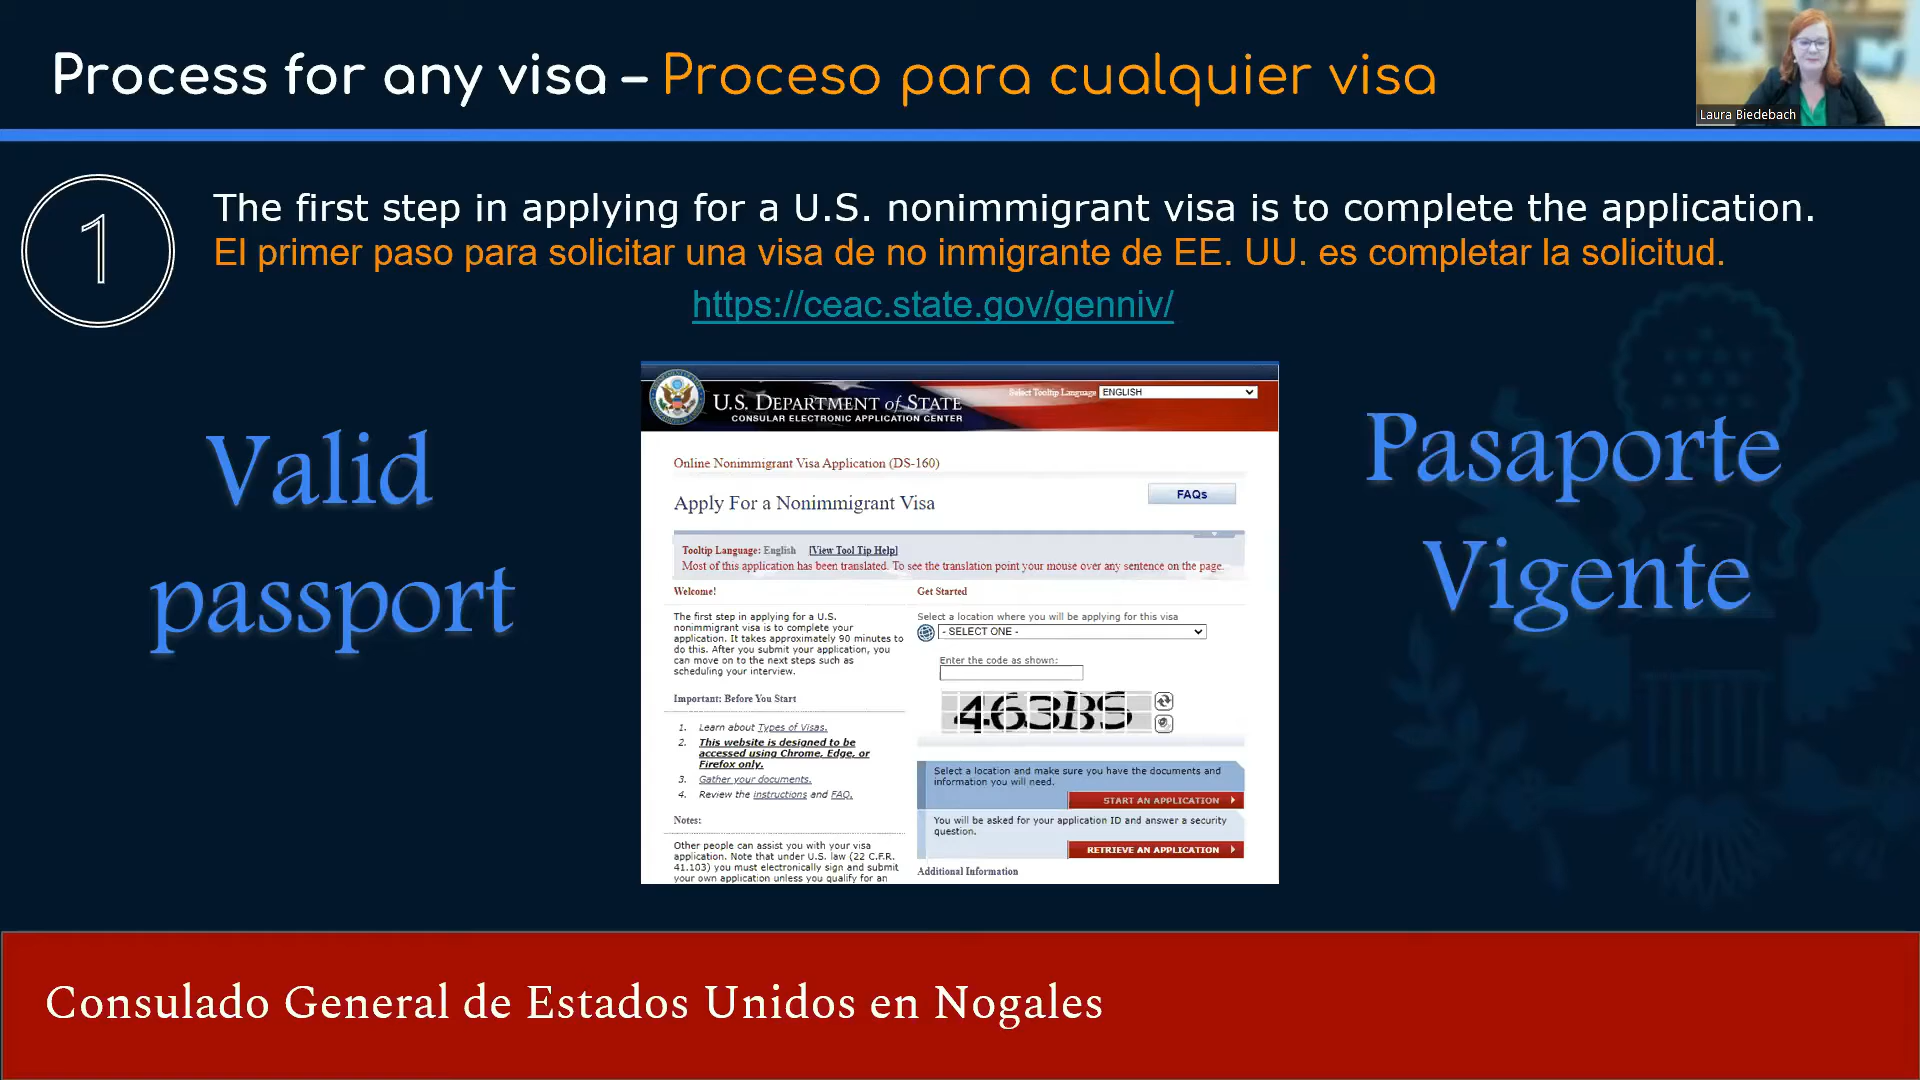 Process for any visa – Proceso para cualquier visa
Laura Biedebach
1
The first step in applying for a U.S. nonimmigrant visa is to complete the application.
El primer paso para solicitar una visa de no inmigrante de EE. UU. es completar la solicitud.
https://ceac.state.gov/genniv/
Valid
passport
U.S. DEPARTMENT of STATE
CONSULAR ELECTRONIC APPLICATION CENTER
Select Tooltip Language ENGLISH
Online Nonimmigrant Visa Application (DS-160)
Apply For a Nonimmigrant Visa
FAQs
Tooltip Language: English [View Tool Tip Help]
Most of this application has been translated. To see the translation point your mouse over any sentence on the page.
Welcome!
The first step in applying for a U.S.
nonimmigrant visa is to complete your
application. It takes approximately 90 minutes to
do this. After you submit your application, you
can move on to the next steps such as
scheduling your interview.
Important: Before You Start
1. Learn about Types of Visas.
2. This website is designed to be
accessed using Chrome, Edge, or
Firefox only.
3. Gather your documents.
4. Review the instructions and FAQ.
Notes:
Other people can assist you with your visa
application. Note that under U.S. law (22 C.F.R.
41.103) you must electronically sign and submit
your own application unless you qualify for an
Get Started
Select a location where you will be applying for this visa
- SELECT ONE -
Enter the code as shown:
463BS
Select a location and make sure you have the documents and
information you will need.
START AN APPLICATION
You will be asked for your application ID and answer a security
question.
RETRIEVE AN APPLICATION
Additional Information
Pasaporte
Vigente
Consulado General de Estados Unidos en Nogales